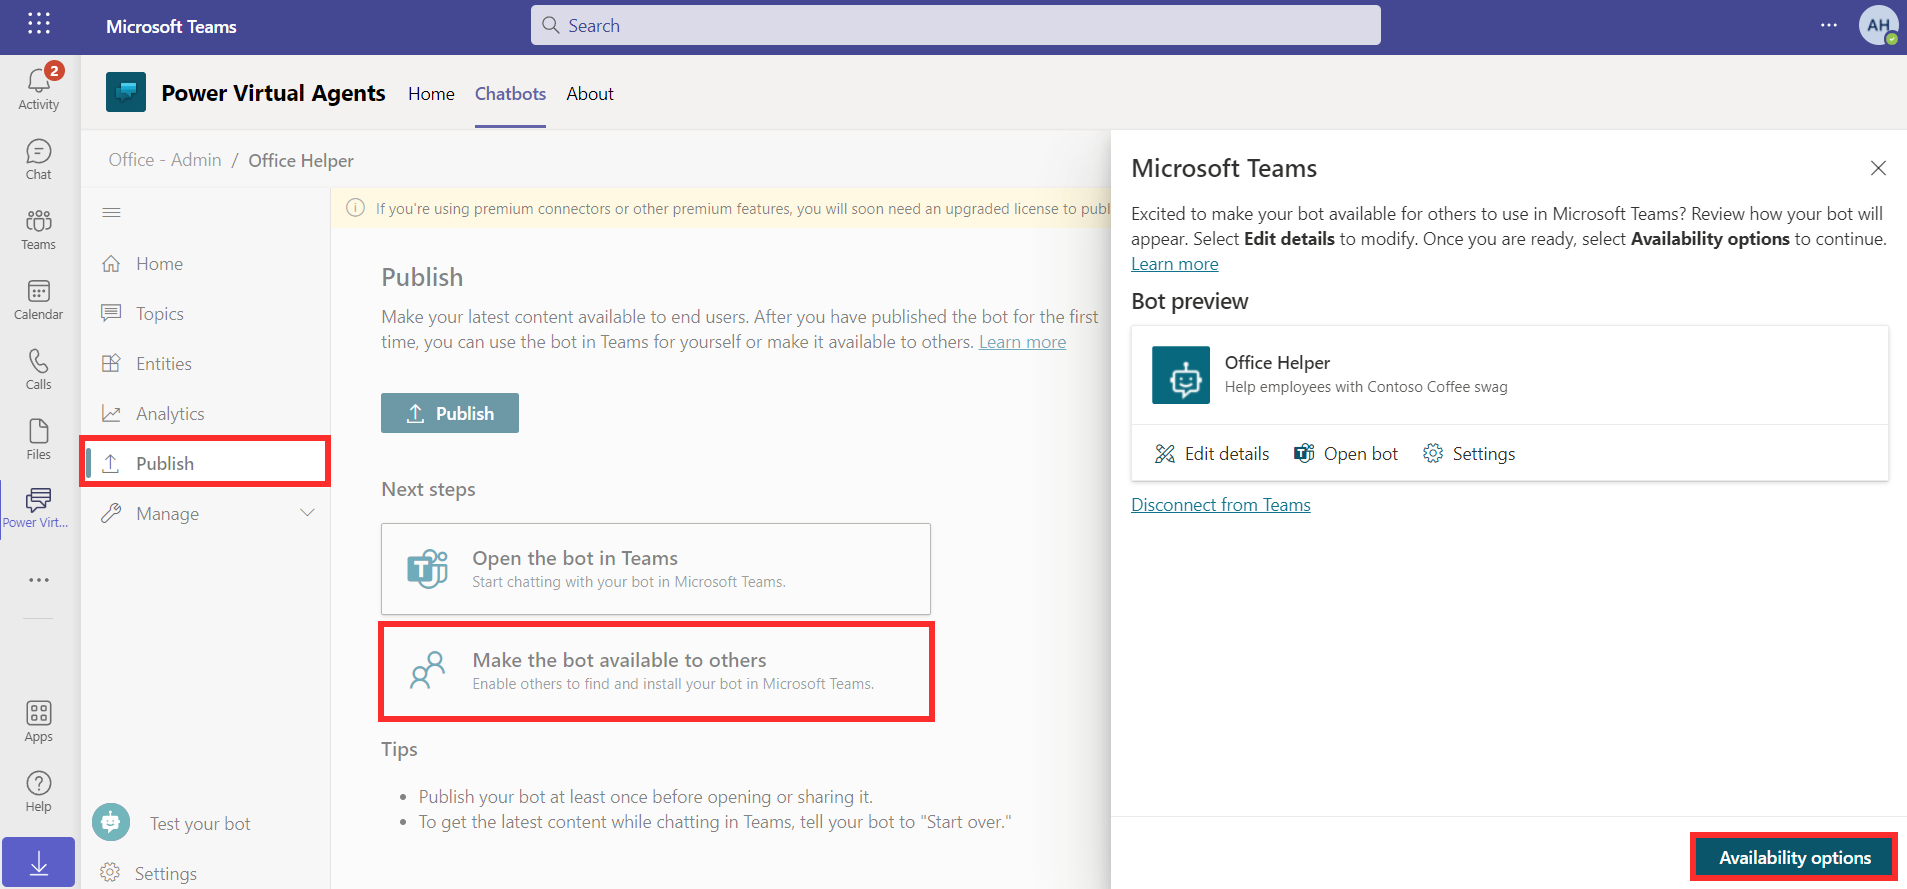 Microsoft Teams
Search
AH
2
Activity
Chat
Teams
Calendar
Calls
Files
Power Virt...
Apps
Help
Power Virtual Agents
Home
Chatbots
About
Office - Admin / Office Helper
Home
Topics
Entities
Analytics
Publish
Manage
Test your bot
Settings
If you're using premium connectors or other premium features, you will soon need an upgraded license to publ
Publish
Make your latest content available to end users. After you have published the bot for the first
time, you can use the bot in Teams for yourself or make it available to others. Learn more
Publish
Next steps
Open the bot in Teams
Start chatting with your bot in Microsoft Teams.
Make the bot available to others
Enable others to find and install your bot in Microsoft Teams.
Tips
Publish your bot at least once before opening or sharing it.
To get the latest content while chatting in Teams, tell your bot to "Start over."
Microsoft Teams
Excited to make your bot available for others to use in Microsoft Teams? Review how your bot will
appear. Select Edit details to modify. Once you are ready, select Availability options to continue.
Learn more
Bot preview
Office Helper
Help employees with Contoso Coffee swag
Edit details
Open bot
Settings
Disconnect from Teams
Availability options